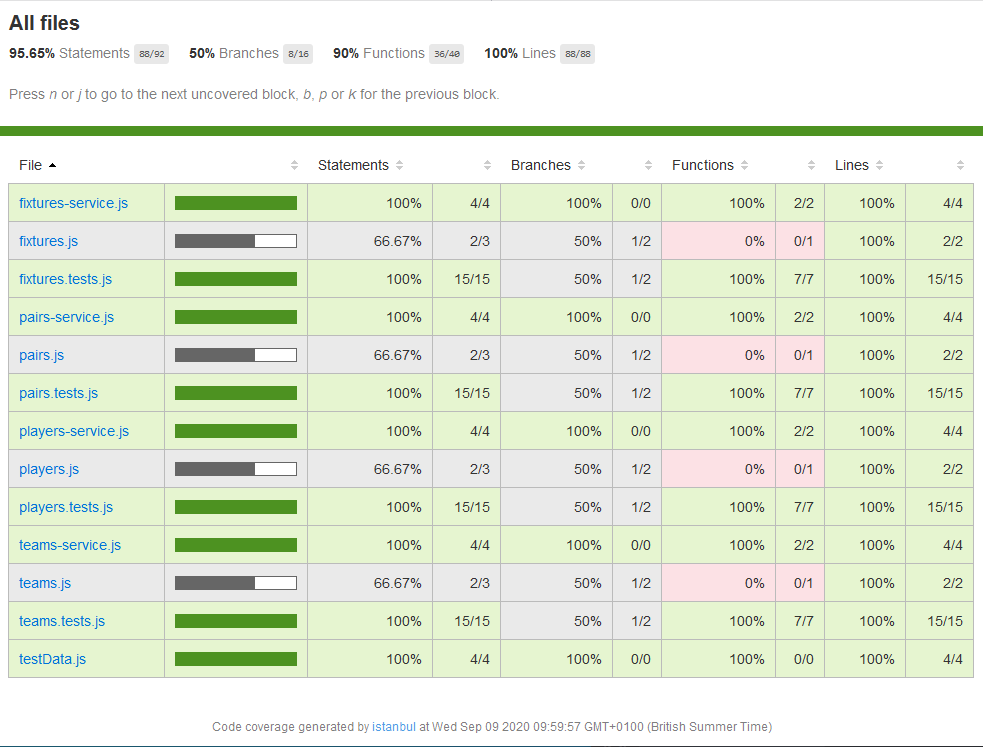 All files
95.65% Statements 88/92 50% Branches 8/16 90% Functions 36/40 100% Lines 88/88
Press n or j to go to the next uncovered block, b, p or k for the previous block.
File Statements Branches Functions Lines
fixtures-service.js 100% 4/4 100% 0/0 100% 2/2 100% 4/4
fixtures.js 66.67% 2/3 50% 1/2 0% 0/1 100% 2/2
fixtures.tests.js 100% 15/15 50% 1/2 100% 7/7 100% 15/15
pairs-service.js 100% 4/4 100% 0/0 100% 2/2 100% 4/4
pairs.js 66.67% 2/3 50% 1/2 0% 0/1 100% 2/2
pairs.tests.js 100% 15/15 50% 1/2 100% 7/7 100% 15/15
players-service.js 100% 4/4 100% 0/0 100% 2/2 100% 4/4
players.js 66.67% 2/3 50% 1/2 0% 0/1 100% 2/2
players.tests.js 100% 15/15 50% 1/2 100% 7/7 100% 15/15
teams-service.js 100% 4/4 100% 0/0 100% 2/2 100% 4/4
teams.js 66.67% 2/3 50% 1/2 0% 0/1 100% 2/2
teams.tests.js 100% 15/15 50% 1/2 100% 7/7 100% 15/15
testData.js 100% 4/4 100% 0/0 100% 0/0 100% 4/4
Code coverage generated by istanbul at Wed Sep 09 2020 09:59:57 GMT+0100 (British Summer Time)